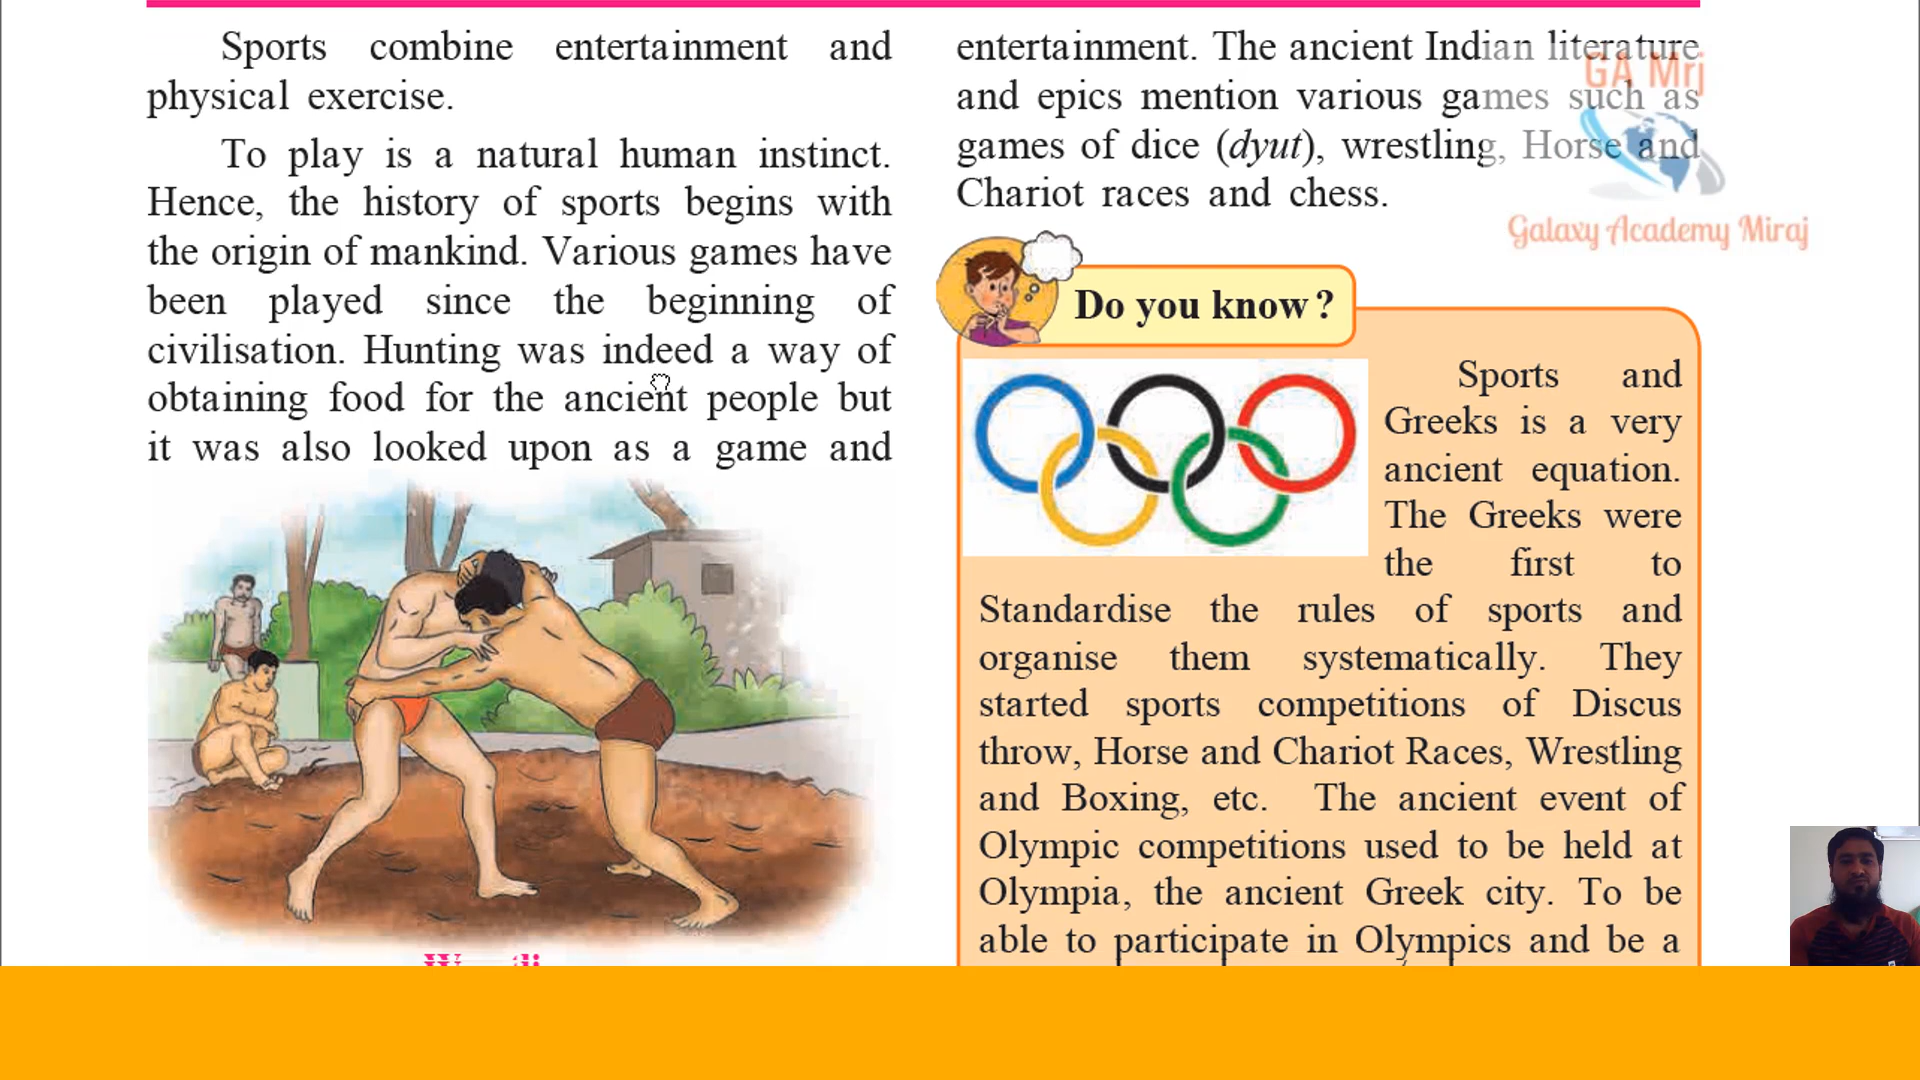 Sports combine entertainment and
physical exercise.
To play is a natural human instinct.
Hence, the history of sports begins with
the origin of mankind. Various games have
been played since the beginning of
civilisation. Hunting was indeed a way of
obtaining food for the ancient people but
it was also looked upon as a game and
entertainment. The ancient Indian literature
and epics mention various games such as
games of dice (dyut), wrestling, Horse and
Chariot races and chess.
GA Mrj
Galaxy Academy Miraj
Do you know?
Sports and
Greeks is a very
ancient equation.
The Greeks were
the first to
Standardise the rules of sports and
organise them systematically. They
started sports competitions of Discus
throw, Horse and Chariot Races, Wrestling
and Boxing, etc. The ancient event of
Olympic competitions used to be held at
Olympia, the ancient Greek city. To be
able to participate in Olympics and be a